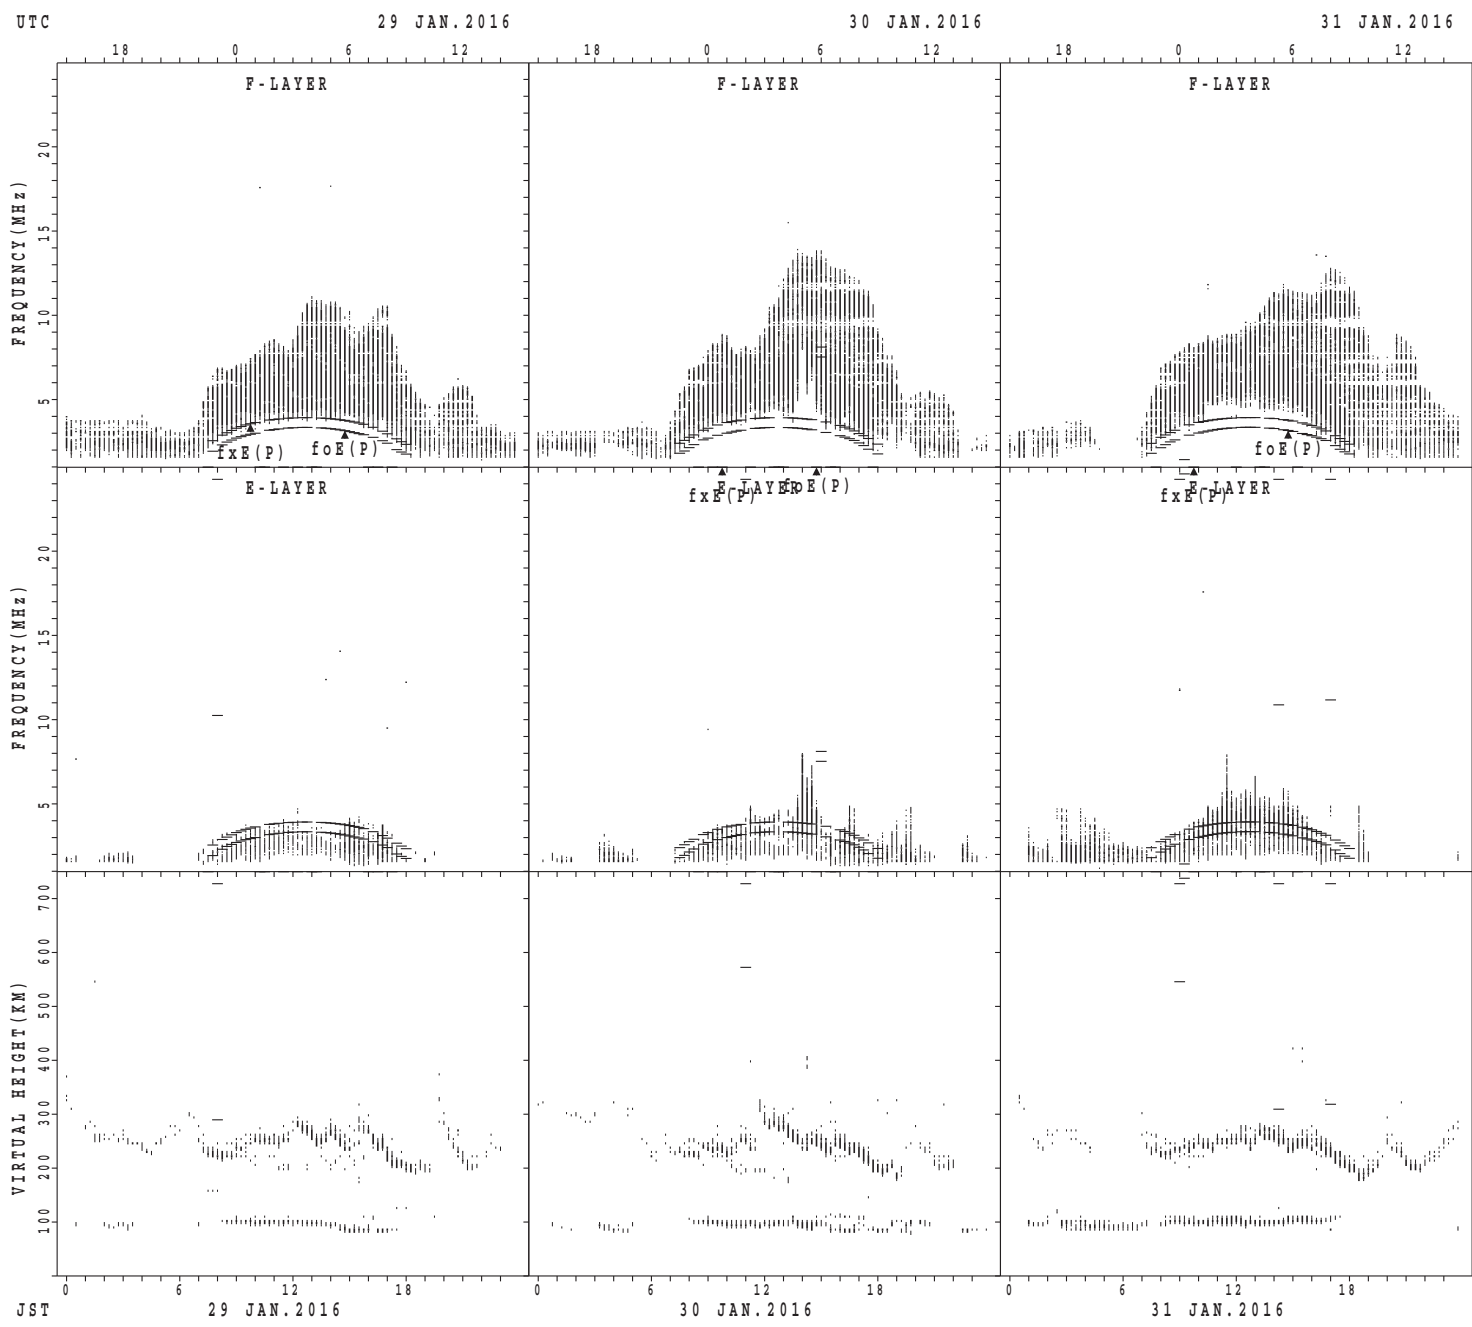 UTC 29 JAN.2016 30 JAN.2016 31 JAN.2016
18 0 6 12 18 0 6 12 18 0 6 12
F-LAYER F-LAYER F-LAYER
FREQUENCY(MHz)
20
15
10
5
fxE(P) foE(P) foE(P)
E-LAYER fxE(P) E-LAYER foE(P) fxE(P) E-LAYER
FREQUENCY(MHz)
20
15
10
5
VIRTUAL HEIGHT(KM)
700
600
500
400
300
200
100
0 6 12 18 0 6 12 18 0 6 12 18
JST 29 JAN.2016 30 JAN.2016 31 JAN.2016